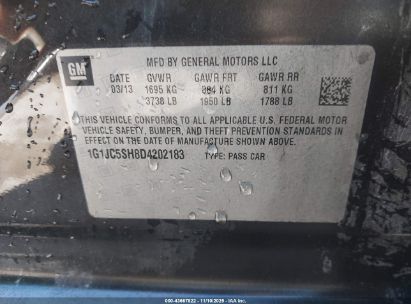 GM
MFD BY GENERAL MOTORS LLC
DATE GVWR GAWR FRT GAWR RR
03/13 1695 KG 884 KG 811 KG
3738 LB 1950 LB 1788 LB
THIS VEHICLE CONFORMS TO ALL APPLICABLE U.S. FEDERAL MOTOR
VEHICLE SAFETY, BUMPER, AND THEFT PREVENTION STANDARDS
IN EFFECT ON THE DATE OF MANUFACTURE SHOWN ABOVE.
1G1JC5SH8D4202183 TYPE: PASS CAR